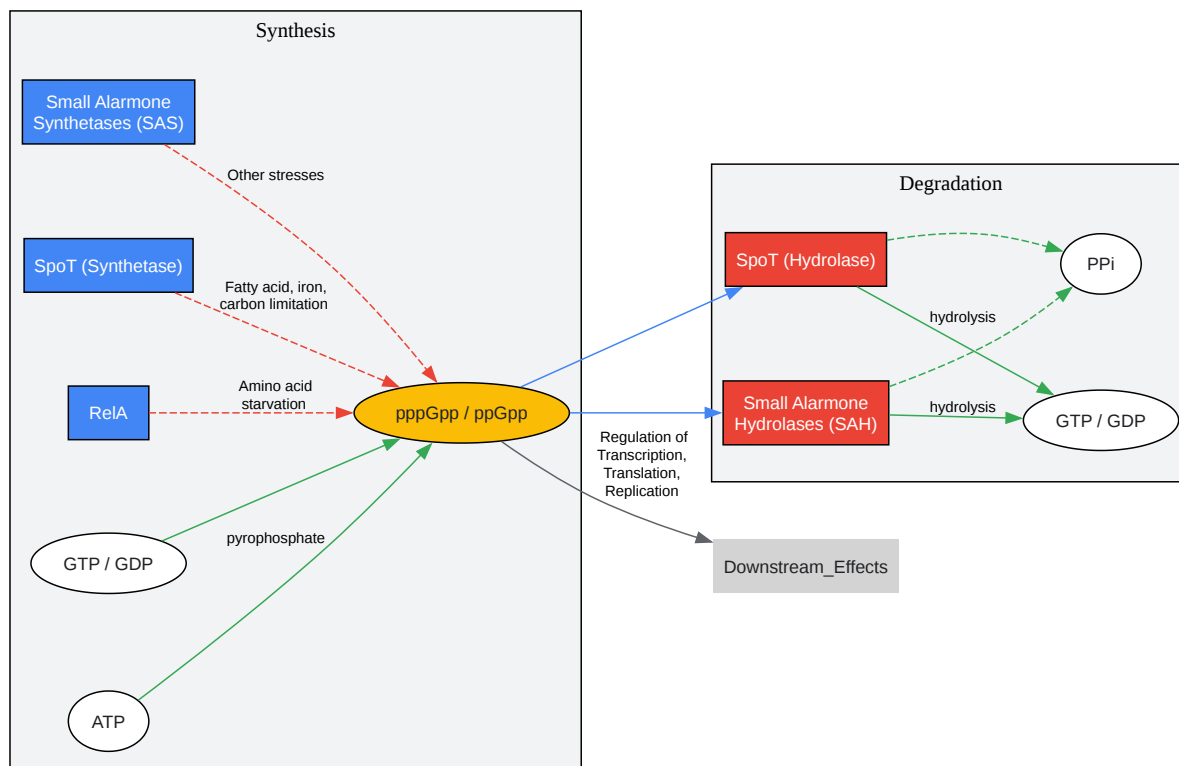 Synthesis
Small Alarmone
Synthetases (SAS)
Other stresses
SpoT (Synthetase)
Fatty acid, iron,
carbon limitation
RelA
Amino acid
starvation
pppGpp / ppGpp
GTP / GDP
pyrophosphate
ATP
Regulation of
Transcription,
Translation,
Replication
Downstream_Effects
Degradation
SpoT (Hydrolase)
PPi
hydrolysis
Small Alarmone
Hydrolases (SAH)
hydrolysis
GTP / GDP